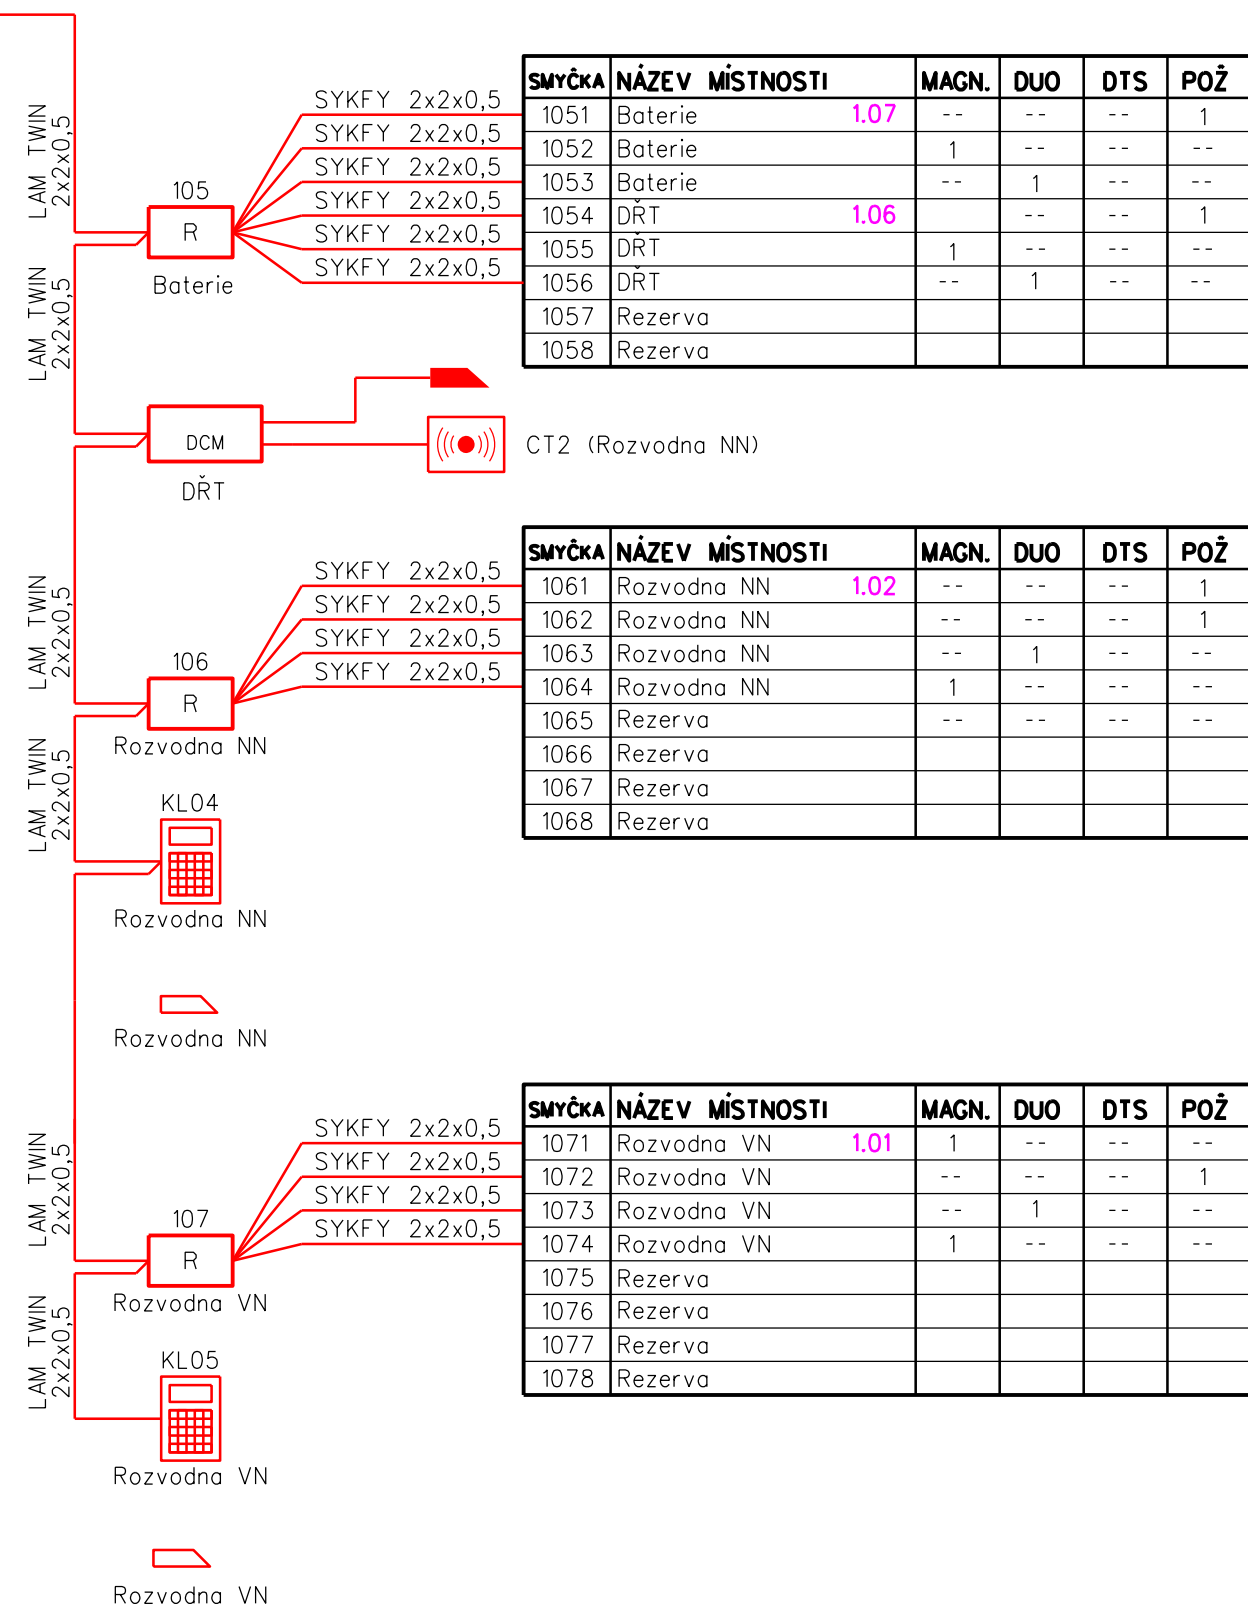 SMYČKA NÁZEV MÍSTNOSTI MAGN. DUO DTS POŽ
SYKFY 2x2x0,5 1051 Baterie 1.07 -- -- -- 1
SYKFY 2x2x0,5 1052 Baterie 1 -- -- --
SYKFY 2x2x0,5 1053 Baterie -- 1 -- --
SYKFY 2x2x0,5 1054 DŘT 1.06 -- -- 1
SYKFY 2x2x0,5 1055 DŘT 1 -- -- --
SYKFY 2x2x0,5 1056 DŘT -- 1 -- --
1057 Rezerva
1058 Rezerva
LAM TWIN
2x2x0,5
105
R
Baterie
LAM TWIN
2x2x0,5
DCM
DŘT
CT2 (Rozvodna NN)
SMYČKA NÁZEV MÍSTNOSTI MAGN. DUO DTS POŽ
SYKFY 2x2x0,5 1061 Rozvodna NN 1.02 -- -- -- 1
SYKFY 2x2x0,5 1062 Rozvodna NN -- -- -- 1
SYKFY 2x2x0,5 1063 Rozvodna NN -- 1 -- --
SYKFY 2x2x0,5 1064 Rozvodna NN 1 -- -- --
1065 Rezerva -- -- -- --
1066 Rezerva
1067 Rezerva
1068 Rezerva
LAM TWIN
2x2x0,5
106
R
Rozvodna NN
LAM TWIN
2x2x0,5
KL04
Rozvodna NN
Rozvodna NN
SMYČKA NÁZEV MÍSTNOSTI MAGN. DUO DTS POŽ
SYKFY 2x2x0,5 1071 Rozvodna VN 1.01 1 -- -- --
SYKFY 2x2x0,5 1072 Rozvodna VN -- -- -- 1
SYKFY 2x2x0,5 1073 Rozvodna VN -- 1 -- --
SYKFY 2x2x0,5 1074 Rozvodna VN 1 -- -- --
1075 Rezerva
1076 Rezerva
1077 Rezerva
1078 Rezerva
LAM TWIN
2x2x0,5
107
R
Rozvodna VN
LAM TWIN
2x2x0,5
KL05
Rozvodna VN
Rozvodna VN